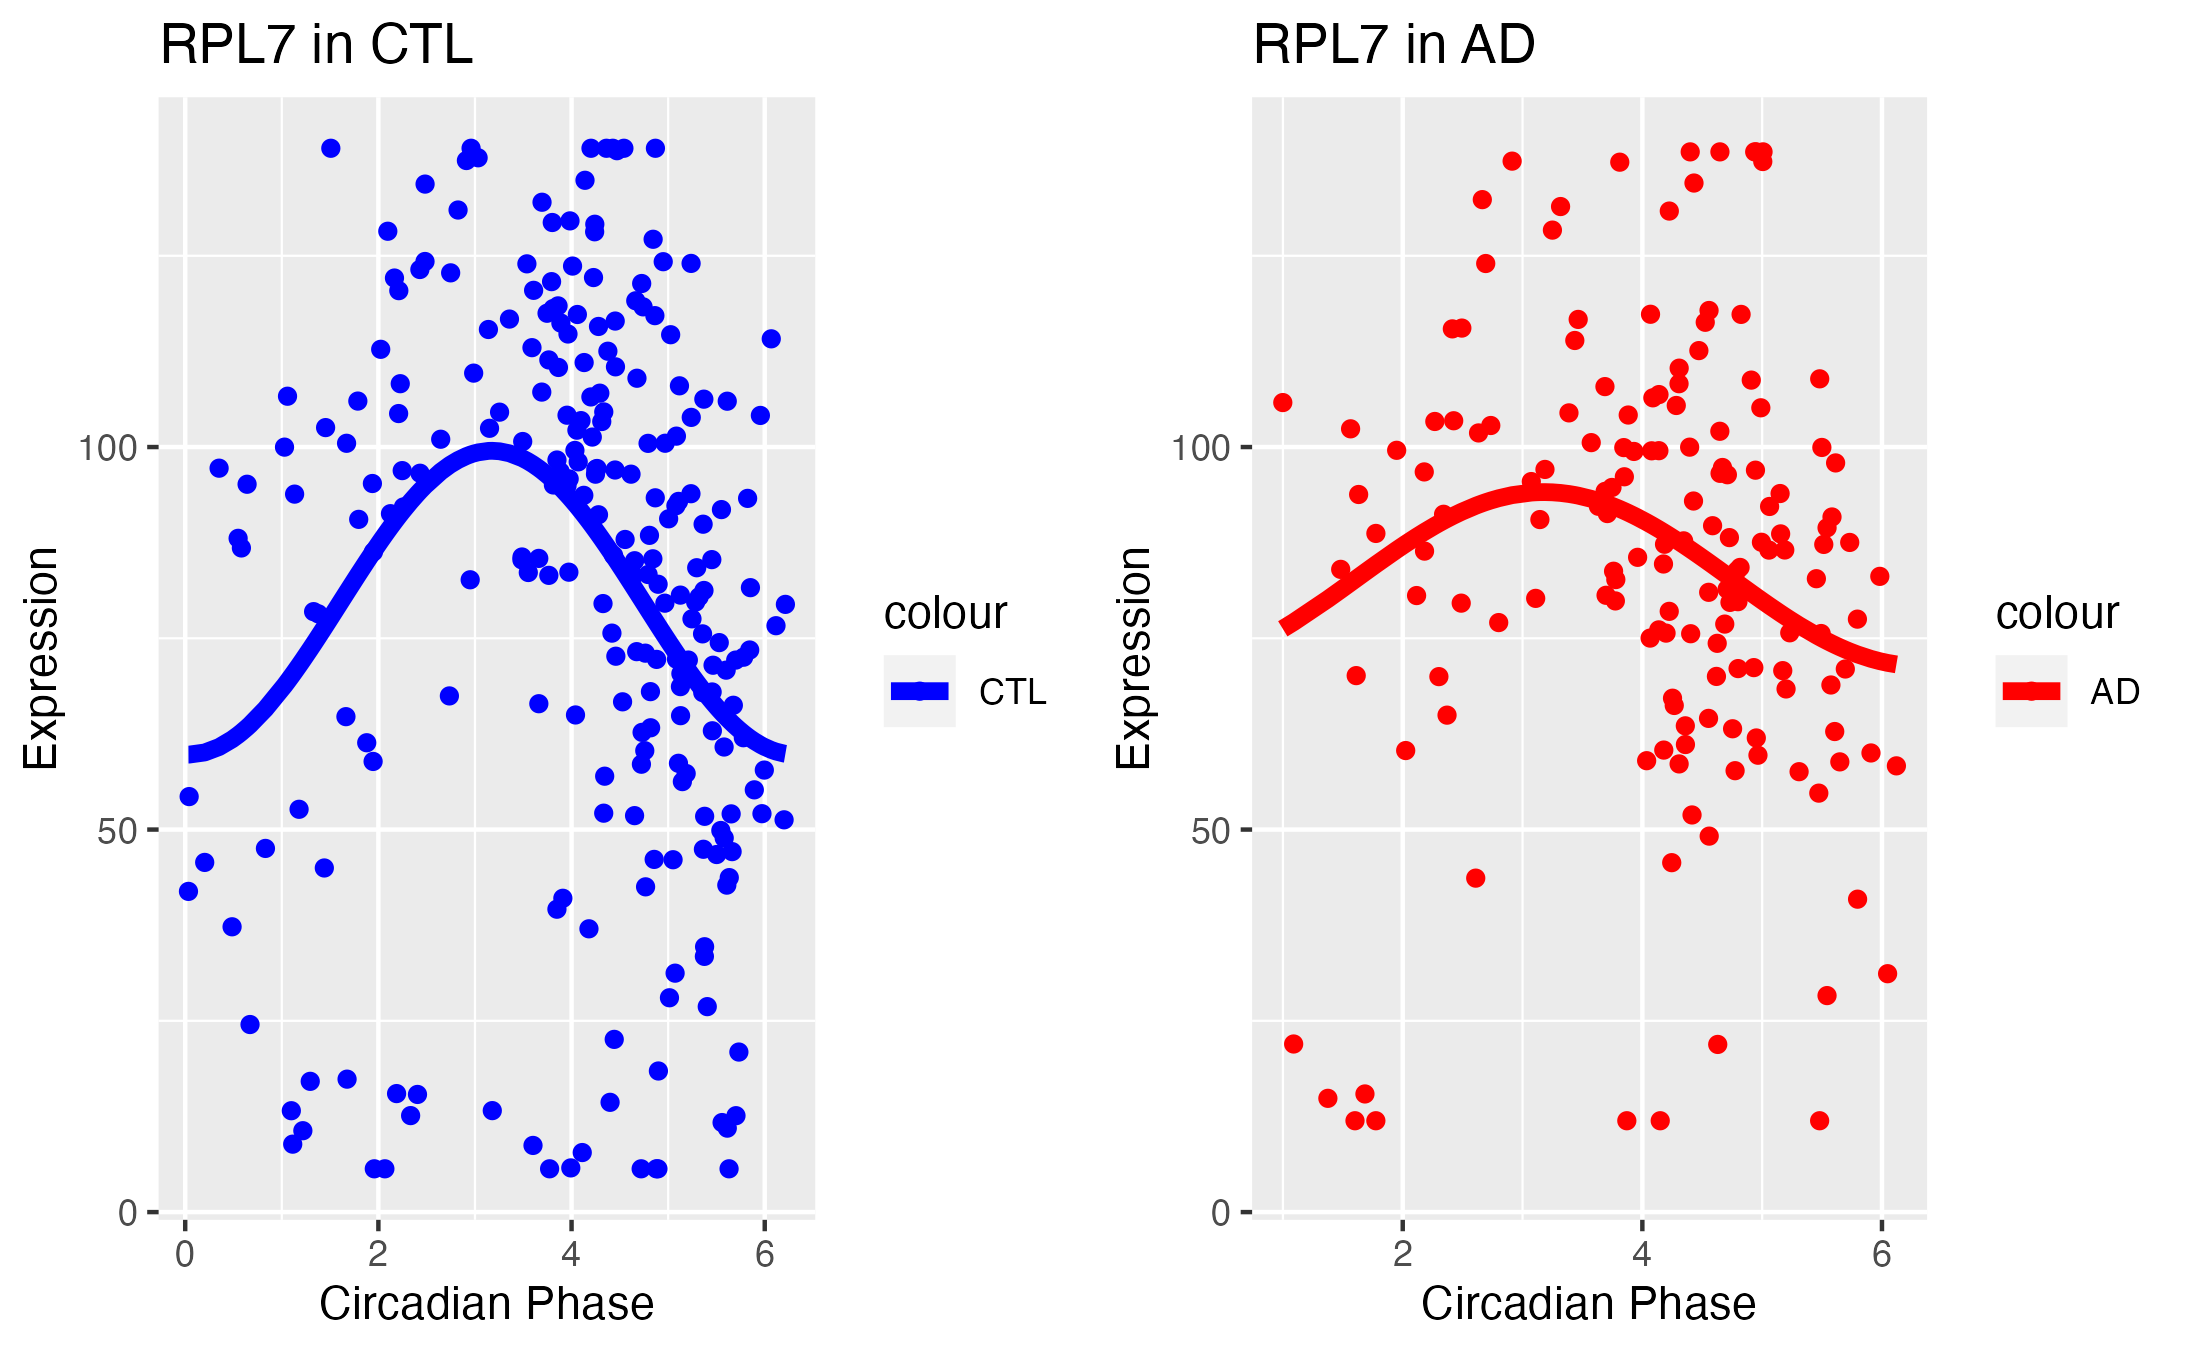 RPL7 in CTL
Expression
100
50
0
0 2 4 6
Circadian Phase
colour
CTL
RPL7 in AD
Expression
100
50
0
2 4 6
Circadian Phase
colour
AD